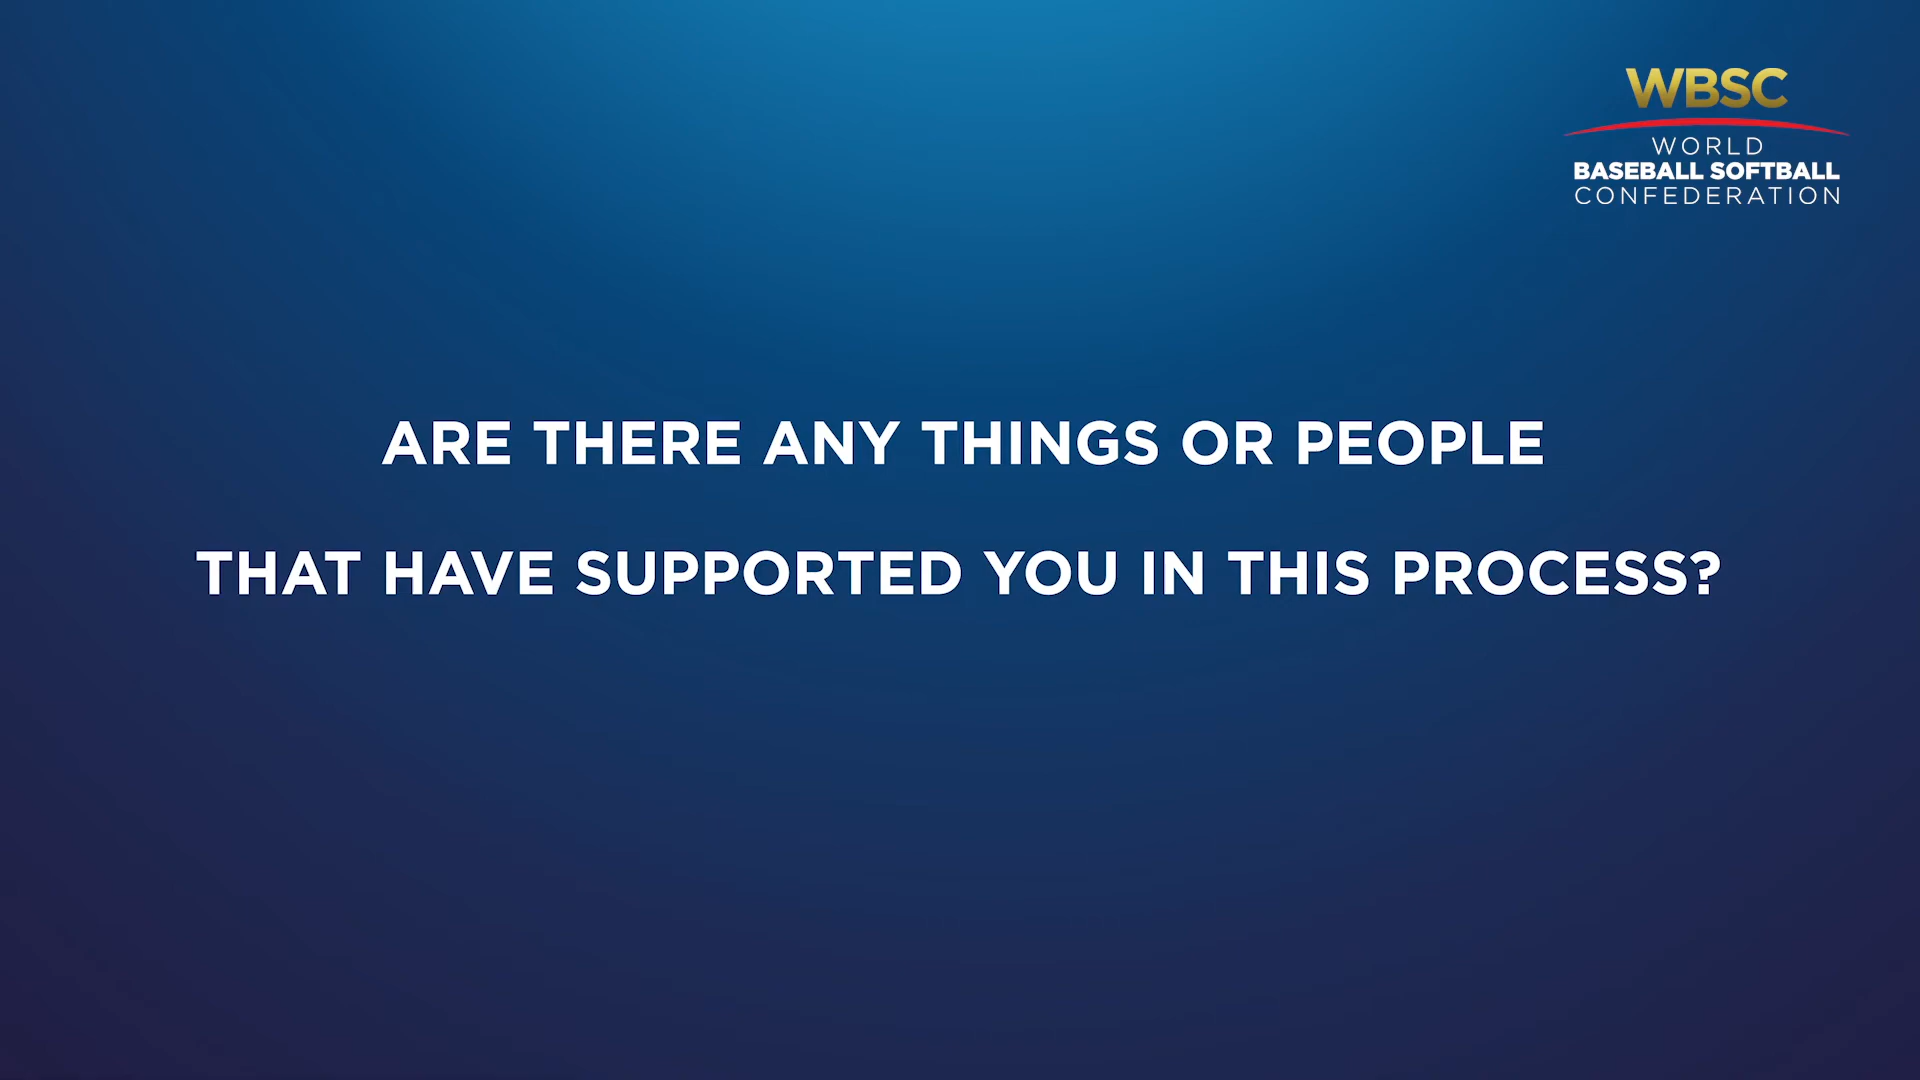 WBSC
WORLD
BASEBALL SOFTBALL
CONFEDERATION
ARE THERE ANY THINGS OR PEOPLE
THAT HAVE SUPPORTED YOU IN THIS PROCESS?